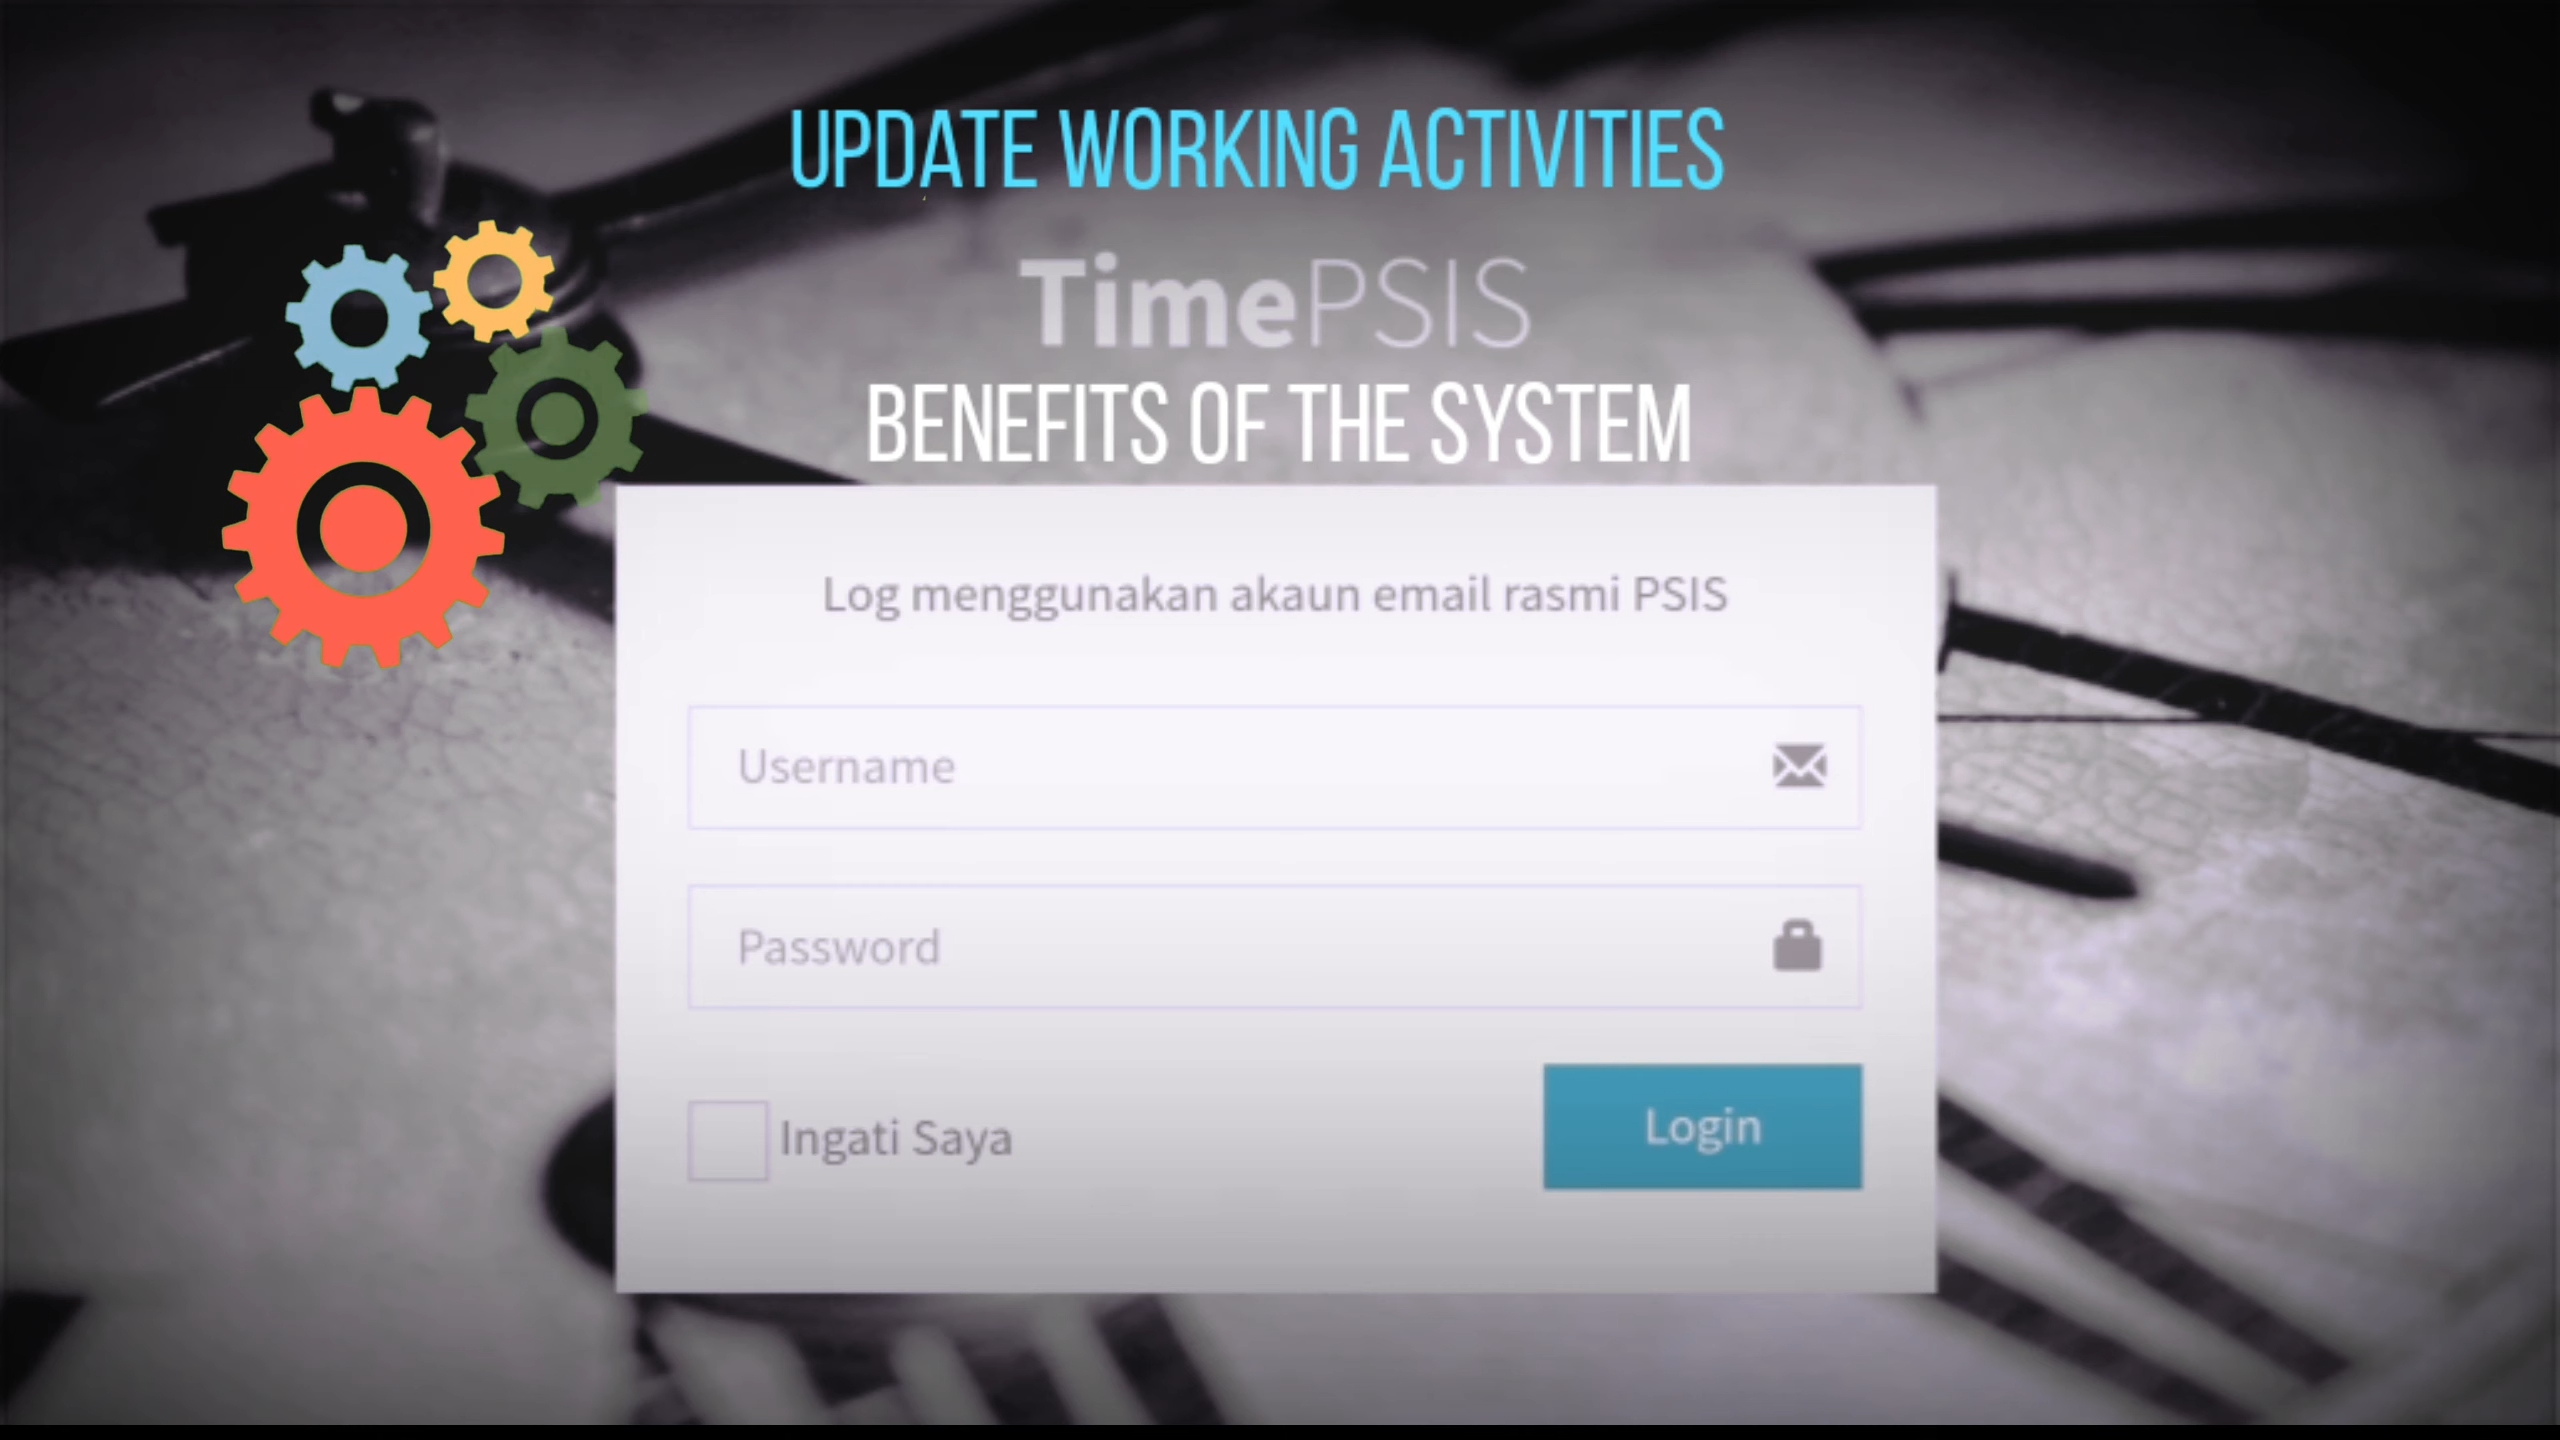 UPDATE WORKING ACTIVITIES
TimePSIS
BENEFITS OF THE SYSTEM
Log menggunakan akaun email rasmi PSIS
Username
Password
Ingati Saya
Login